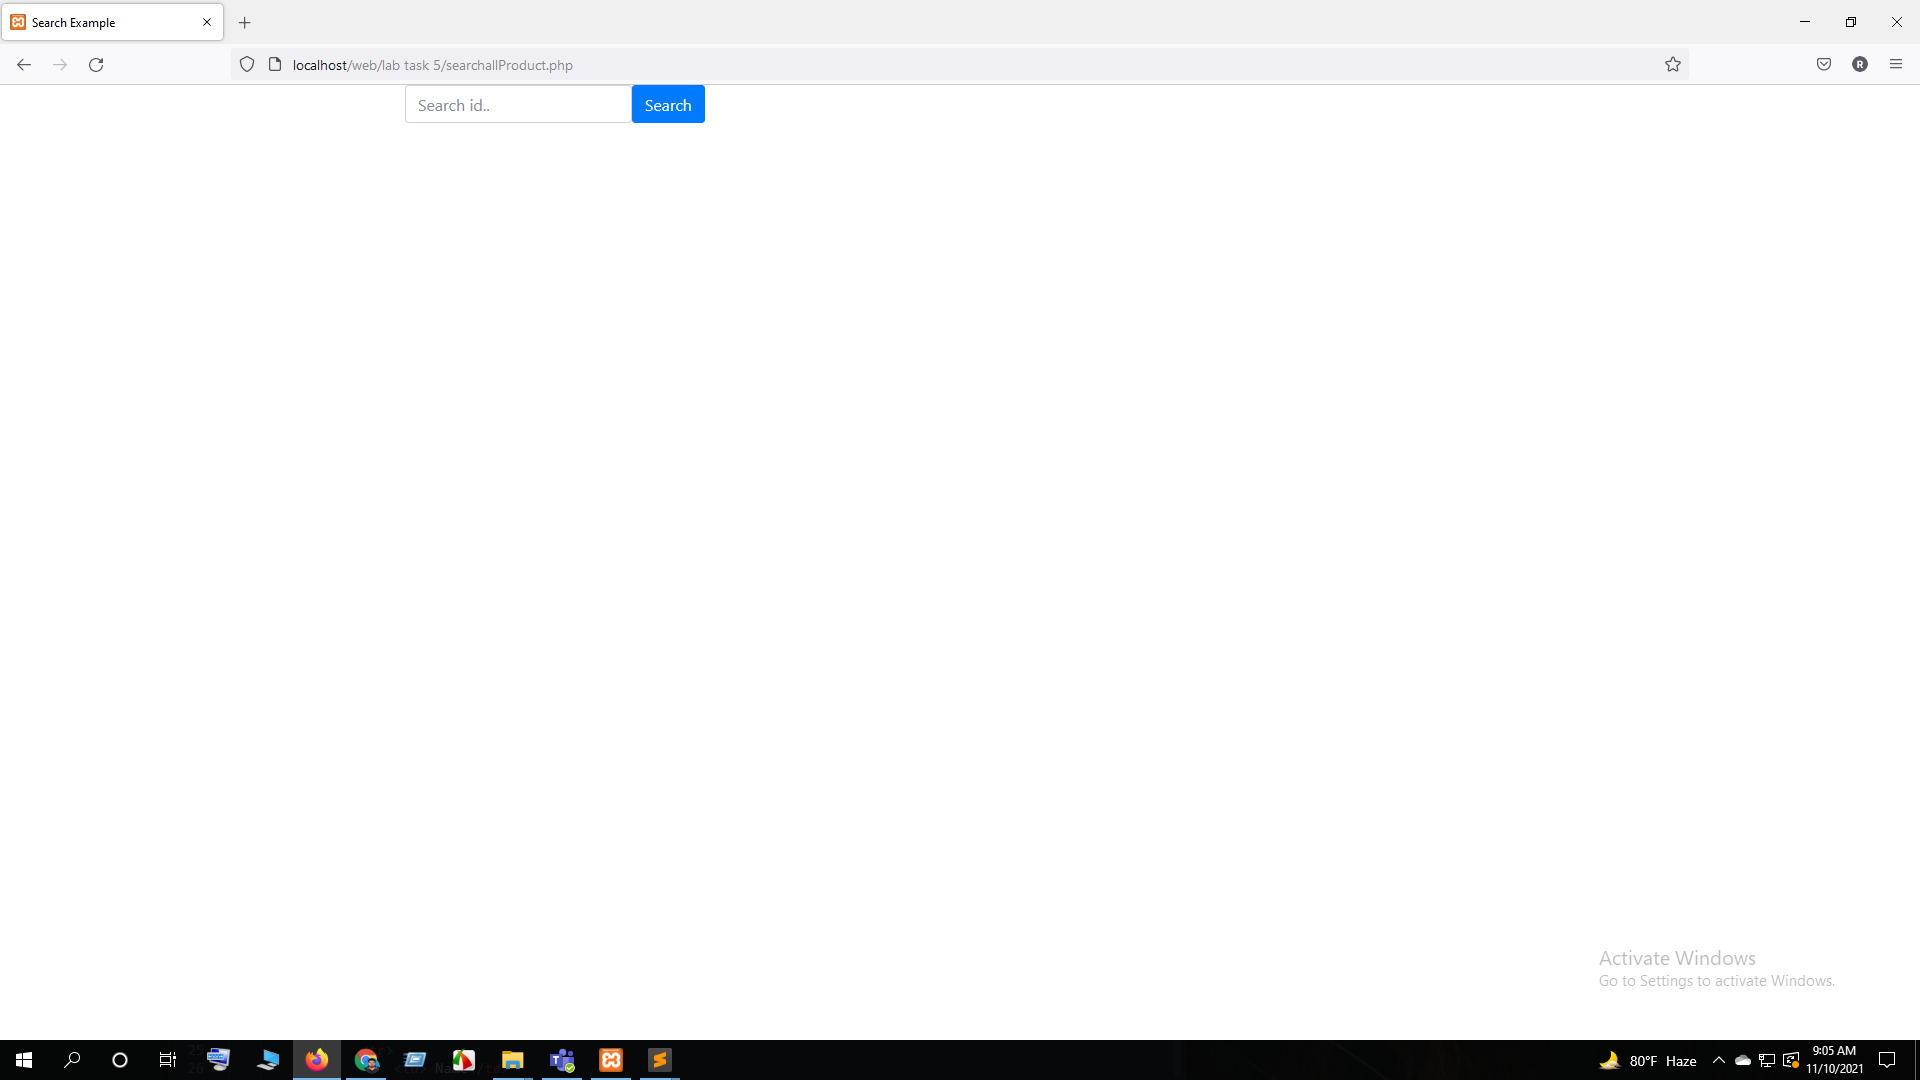 Search Example
localhost/web/lab task 5/searchallProduct.php
R
Search id.. Search
Activate Windows
Go to Settings to activate Windows.
80°F Haze
9:05 AM
11/10/2021